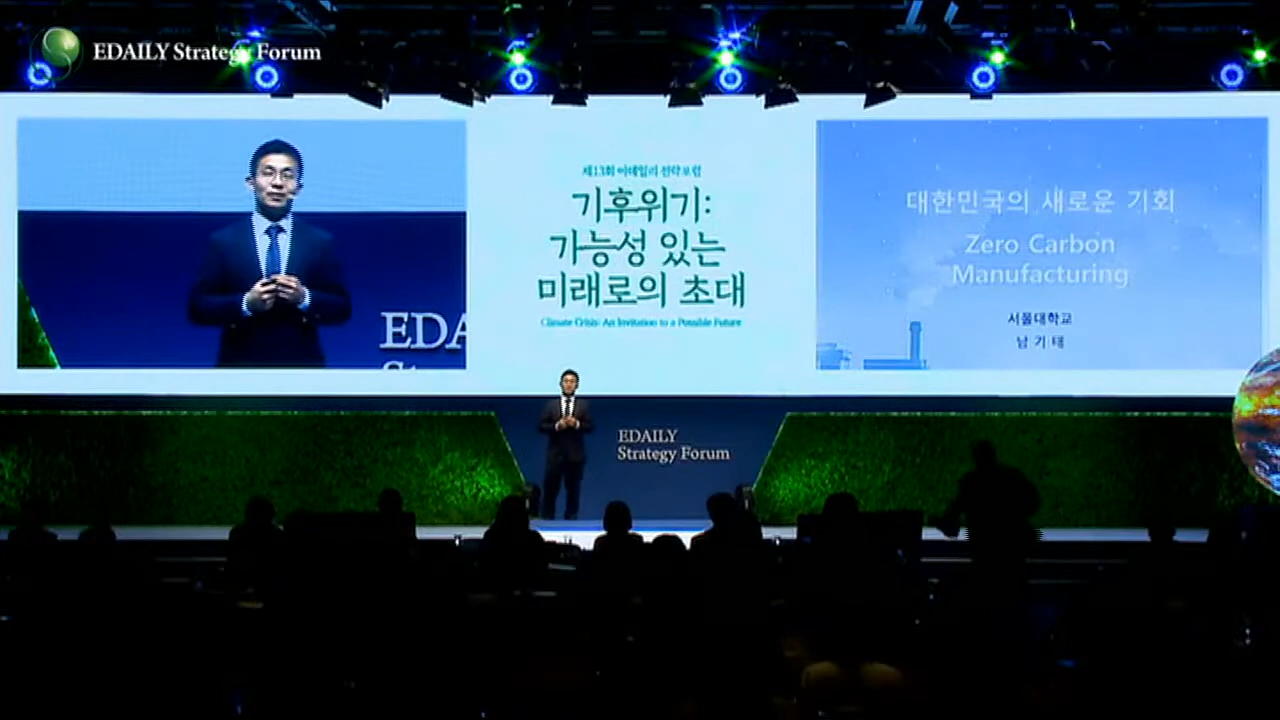 EDAILY Strategy Forum
EDA
제13회 이데일리 전략포럼
기후위기:
가능성 있는
미래로의 초대
Climate Crisis: An Invitation to a Possible Future
대한민국의 새로운 기회
Zero Carbon
Manufacturing
서울대학교
남 기 태
EDAILY
Strategy Forum